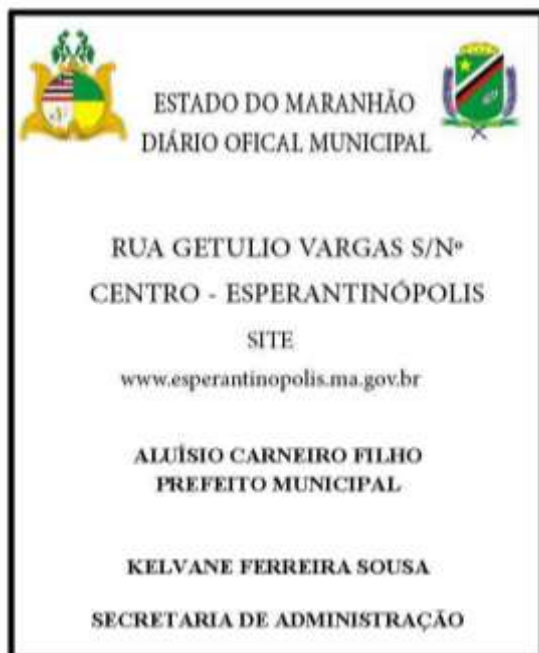 ESTADO DO MARANHÃO
DIÁRIO OFICAL MUNICIPAL
RUA GETULIO VARGAS S/Nº
CENTRO - ESPERANTINÓPOLIS
SITE
www.esperantinopolis.ma.gov.br
ALUÍSIO CARNEIRO FILHO
PREFEITO MUNICIPAL
KELVANE FERREIRA SOUSA
SECRETARIA DE ADMINISTRAÇÃO